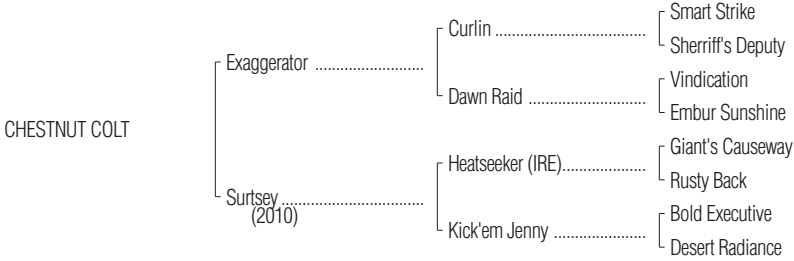 Smart Strike
Curlin ....................................
Sherriff's Deputy
Exaggerator .........................
Vindication
Dawn Raid ............................
Embur Sunshine
CHESTNUT COLT
Giant's Causeway
Heatseeker (IRE)....................
Rusty Back
Surtsey ..................................
(2010)
Bold Executive
Kick'em Jenny ......................
Desert Radiance